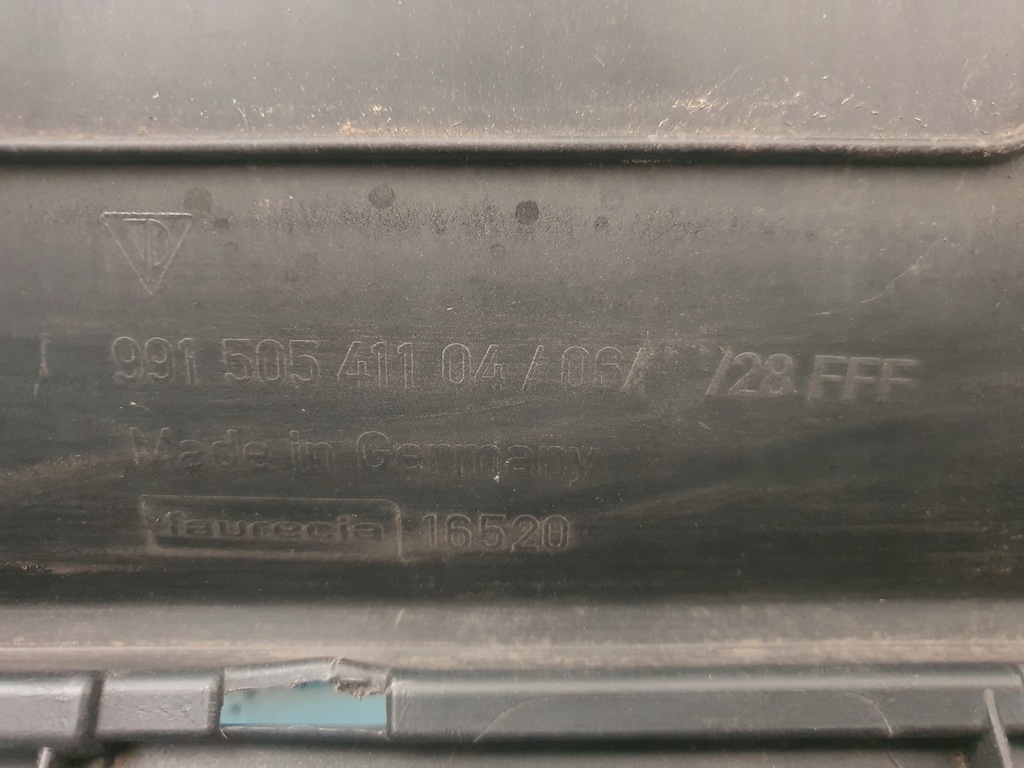 991 505 411 04 / 06/ /28 FFF
Made in Germany
faurecia 16520